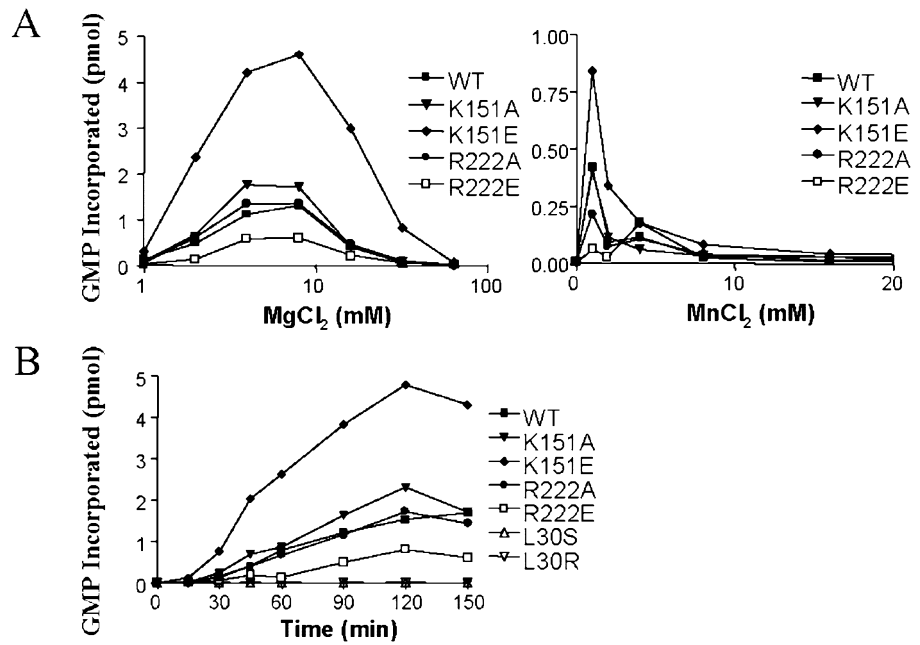 A
GMP Incorporated (pmol)
5
4
3
2
1
0
1
10
100
MgCl2 (mM)
WT
K151A
K151E
R222A
R222E
1.00
0.75
0.50
0.25
0.00
0
10
20
MnCl2 (mM)
WT
K151A
K151E
R222A
R222E
B
GMP Incorporated (pmol)
5
4
3
2
1
0
0
30
60
90
120
150
Time (min)
WT
K151A
K151E
R222A
R222E
L30S
L30R